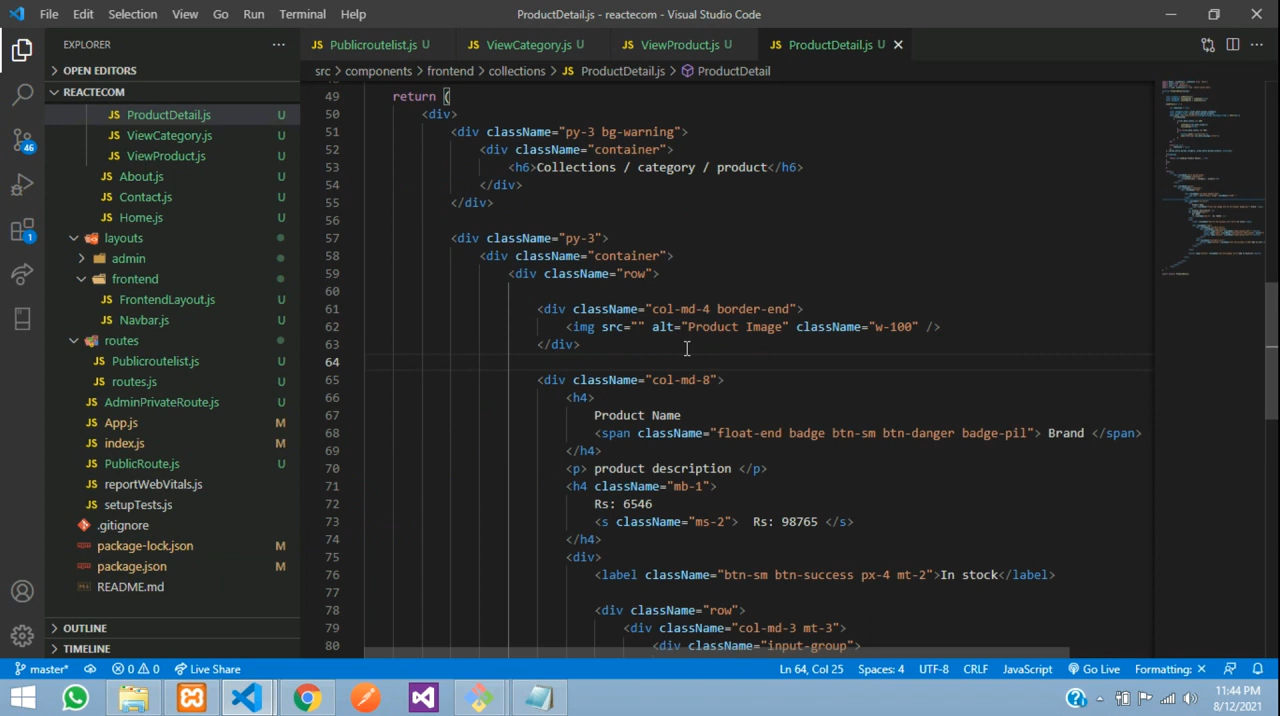 File Edit Selection View Go Run Terminal Help ProductDetail.js - reactecom - Visual Studio Code
EXPLORER
OPEN EDITORS
REACTECOM
JS ProductDetail.js U
JS ViewCategory.js U
JS ViewProduct.js U
JS About.js U
JS Contact.js U
JS Home.js U
layouts
admin
frontend
JS FrontendLayout.js U
JS Navbar.js U
routes
JS Publicroutelist.js U
JS routes.js U
JS AdminPrivateRoute.js U
JS App.js M
JS index.js M
JS PublicRoute.js U
JS reportWebVitals.js
JS setupTests.js
.gitignore
package-lock.json M
package.json M
README.md
OUTLINE
TIMELINE
46
1
JS Publicroutelist.js U JS ViewCategory.js U JS ViewProduct.js U JS ProductDetail.js U
src > components > frontend > collections > JS ProductDetail.js > ProductDetail
49 return (
50 <div>
51 <div className="py-3 bg-warning">
52 <div className="container">
53 <h6>Collections / category / product</h6>
54 </div>
55 </div>
56
57 <div className="py-3">
58 <div className="container">
59 <div className="row">
60
61 <div className="col-md-4 border-end">
62 <img src="" alt="Product Image" className="w-100" />
63 </div>
64
65 <div className="col-md-8">
66 <h4>
67 Product Name
68 <span className="float-end badge btn-sm btn-danger badge-pil"> Brand </span>
69 </h4>
70 <p> product description </p>
71 <h4 className="mb-1">
72 Rs: 6546
73 <s className="ms-2"> Rs: 98765 </s>
74 </h4>
75 <div>
76 <label className="btn-sm btn-success px-4 mt-2">In stock</label>
77
78 <div className="row">
79 <div className="col-md-3 mt-3">
80 <div className="input-group">
master* 0 0 Live Share Ln 64, Col 25 Spaces: 4 UTF-8 CRLF JavaScript Go Live Formatting: ×
11:44 PM
8/12/2021